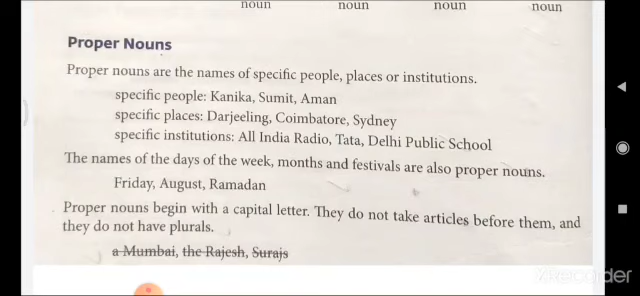 noun noun noun noun
Proper Nouns
Proper nouns are the names of specific people, places or institutions.
specific people: Kanika, Sumit, Aman
specific places: Darjeeling, Coimbatore, Sydney
specific institutions: All India Radio, Tata, Delhi Public School
The names of the days of the week, months and festivals are also proper nouns.
Friday, August, Ramadan
Proper nouns begin with a capital letter. They do not take articles before them, and
they do not have plurals.
a Mumbai, the Rajesh, Surajs